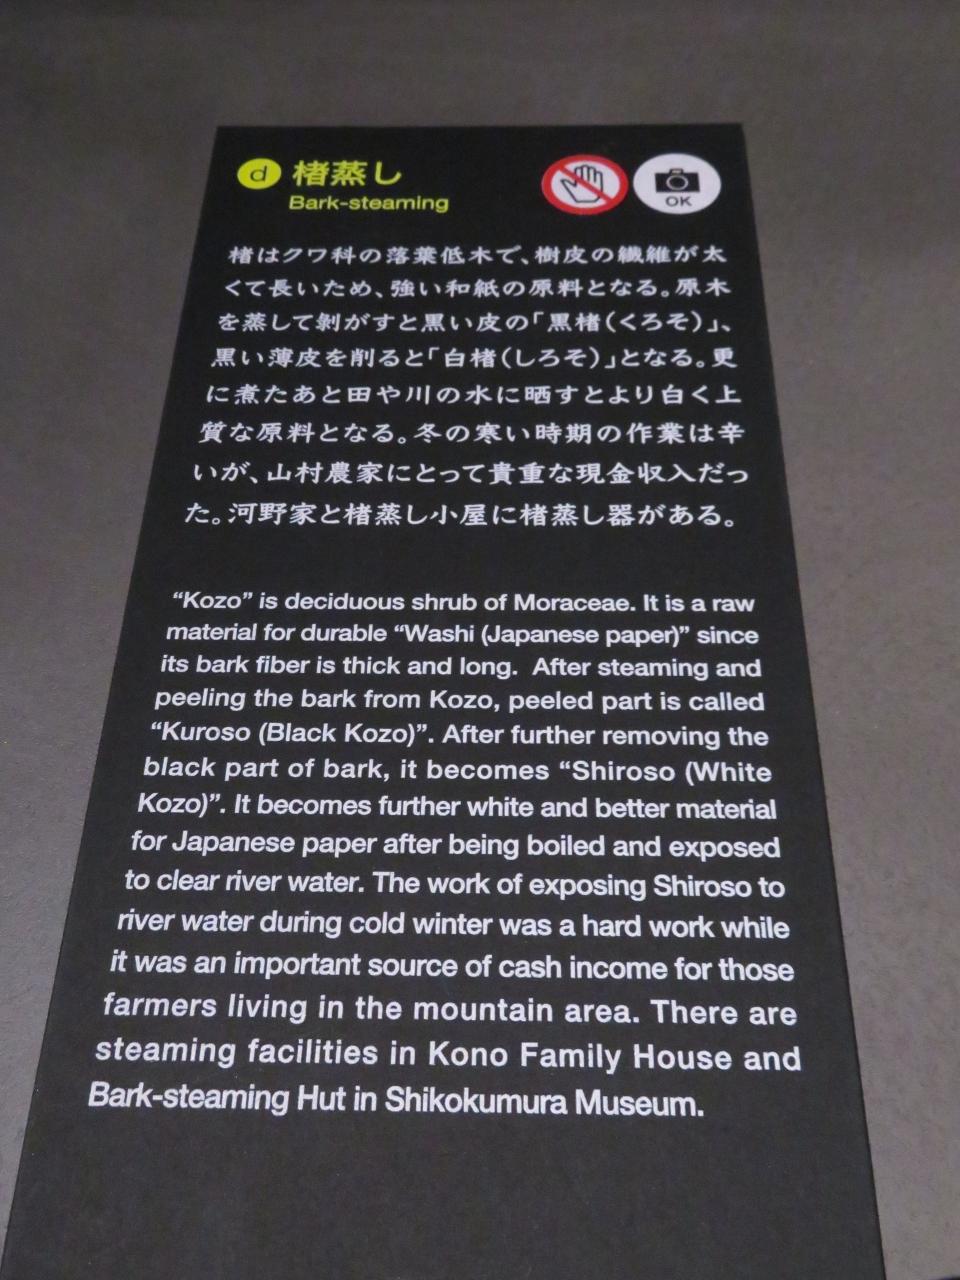 d 楮蒸し
Bark-steaming
OK
楮はクワ科の落葉低木で、樹皮の繊維が太
くて長いため、強い和紙の原料となる。原木
を蒸して剝がすと黒い皮の「黒楮(くろそ)」、
黒い薄皮を削ると「白楮(しろそ)」となる。更
に煮たあと田や川の水に晒すとより白く上
質な原料となる。冬の寒い時期の作業は辛
いが、山村農家にとって貴重な現金収入だっ
た。河野家と楮蒸し小屋に楮蒸し器がある。
“Kozo” is deciduous shrub of Moraceae. It is a raw
material for durable “Washi (Japanese paper)” since
its bark fiber is thick and long. After steaming and
peeling the bark from Kozo, peeled part is called
“Kuroso (Black Kozo)”. After further removing the
black part of bark, it becomes “Shiroso (White
Kozo)”. It becomes further white and better material
for Japanese paper after being boiled and exposed
to clear river water. The work of exposing Shiroso to
river water during cold winter was a hard work while
it was an important source of cash income for those
farmers living in the mountain area. There are
steaming facilities in Kono Family House and
Bark-steaming Hut in Shikokumura Museum.